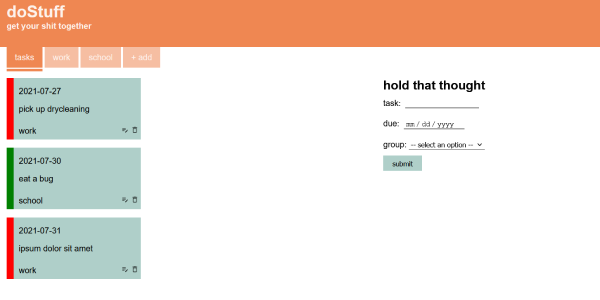 doStuff
get your shit together
tasks
work
school
+ add
2021-07-27
pick up drycleaning
work
2021-07-30
eat a bug
school
2021-07-31
ipsum dolor sit amet
work
hold that thought
task:
due: mm / dd / yyyy
group: -- select an option --
submit